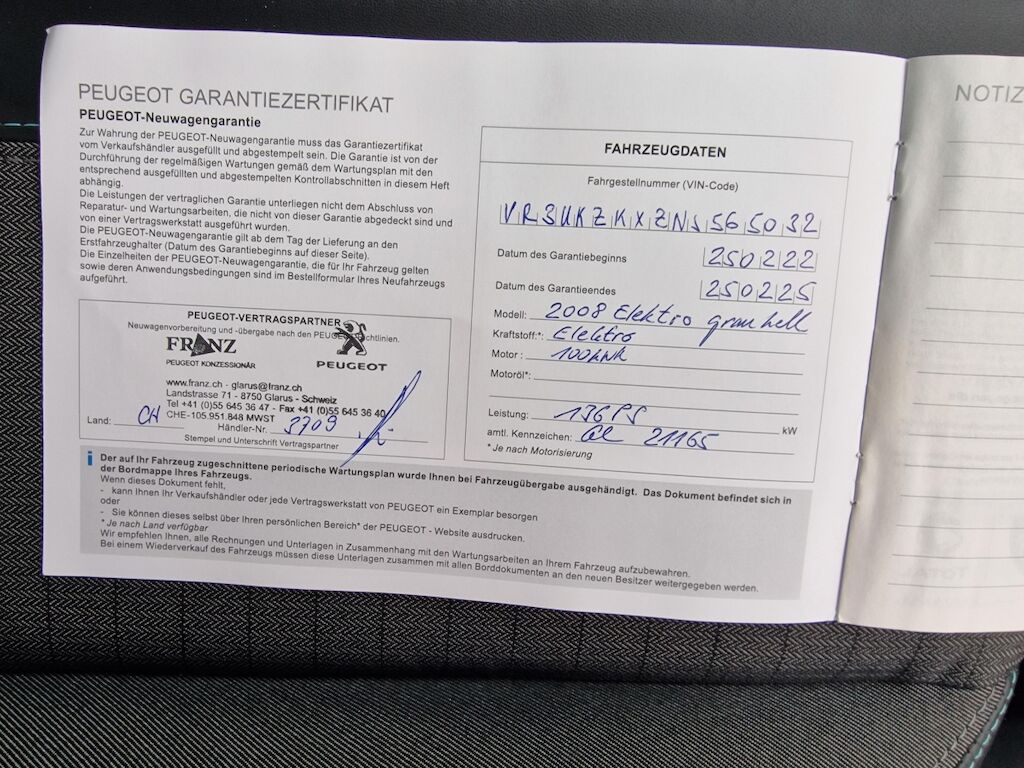 PEUGEOT GARANTIEZERTIFIKAT
PEUGEOT-Neuwagengarantie
Zur Wahrung der PEUGEOT-Neuwagengarantie muss das Garantiezertifikat
vom Verkaufshändler ausgefüllt und abgestempelt sein. Die Garantie ist von der
Durchführung der regelmäßigen Wartungen gemäß dem Wartungsplan mit den
entsprechend ausgefüllten und abgestempelten Kontrollabschnitten in diesem Heft
abhängig.
Die Leistungen der vertraglichen Garantie unterliegen nicht dem Abschluss von
Reparatur- und Wartungsarbeiten, die nicht von dieser Garantie abgedeckt sind und
von einer Vertragswerkstatt ausgeführt wurden.
Die PEUGEOT-Neuwagengarantie gilt ab dem Tag der Lieferung an den
Erstfahrzeughalter (Datum des Garantiebeginns auf dieser Seite).
Die Einzelheiten der PEUGEOT-Neuwagengarantie, die für Ihr Fahrzeug gelten
sowie deren Anwendungsbedingungen sind im Bestellformular Ihres Neufahrzeugs
aufgeführt.
PEUGEOT-VERTRAGSPARTNER
Neuwagenvorbereitung und -übergabe nach den PEUGEOT-Richtlinien.
FRANZ
PEUGEOT KONZESSIONÄR
PEUGEOT
www.franz.ch - glarus@franz.ch
Landstrasse 71 - 8750 Glarus - Schweiz
Tel +41 (0)55 645 36 47 - Fax +41 (0)55 645 36 40
CHE-105.951.848 MWST
Land: CH Händler-Nr. 3709
Stempel und Unterschrift Vertragspartner
FAHRZEUGDATEN
Fahrgestellnummer (VIN-Code)
VR3UKZKXZNJ565032
Datum des Garantiebeginns 250222
Datum des Garantieendes 250225
Modell: 2008 Elektro grau hell
Kraftstoff:*: Elektro
Motor : 100kW
Motoröl*:
Leistung: 136 PS kW
amtl. Kennzeichen: GL 21165
* Je nach Motorisierung
i Der auf Ihr Fahrzeug zugeschnittene periodische Wartungsplan wurde Ihnen bei Fahrzeugübergabe ausgehändigt. Das Dokument befindet sich in
der Bordmappe Ihres Fahrzeugs.
Wenn dieses Dokument fehlt,
- kann Ihnen Ihr Verkaufshändler oder jede Vertragswerkstatt von PEUGEOT ein Exemplar besorgen
oder
- Sie können dieses selbst über Ihren persönlichen Bereich* der PEUGEOT - Website ausdrucken.
* Je nach Land verfügbar
Wir empfehlen Ihnen, alle Rechnungen und Unterlagen in Zusammenhang mit den Wartungsarbeiten an Ihrem Fahrzeug aufzubewahren.
Bei einem Wiederverkauf des Fahrzeugs müssen diese Unterlagen zusammen mit allen Borddokumenten an den neuen Besitzer weitergegeben werden.
NOTIZ